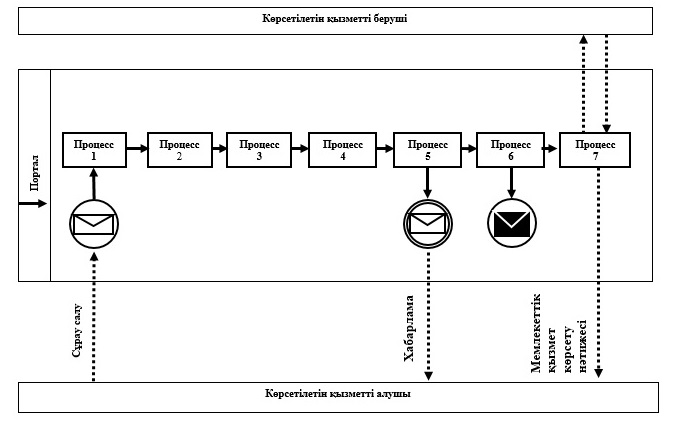 Көрсетілетін қызметті беруші
Портал
Процесс
1
Процесс
2
Процесс
3
Процесс
4
Процесс
5
Процесс
6
Процесс
7
Сұрау салу
Хабарлама
Мемлекеттік
қызмет
көрсету
нәтижесі
Көрсетілетін қызметті алушы